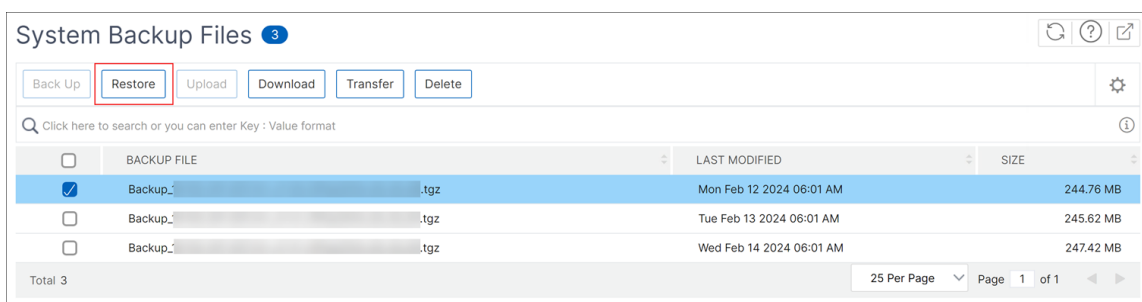 System Backup Files 3
Back Up Restore Upload Download Transfer Delete
Click here to search or you can enter Key : Value format
BACKUP FILE LAST MODIFIED SIZE
Backup_ .tgz Mon Feb 12 2024 06:01 AM 244.76 MB
Backup_ .tgz Tue Feb 13 2024 06:01 AM 245.62 MB
Backup_ .tgz Wed Feb 14 2024 06:01 AM 247.42 MB
Total 3 25 Per Page Page 1 of 1